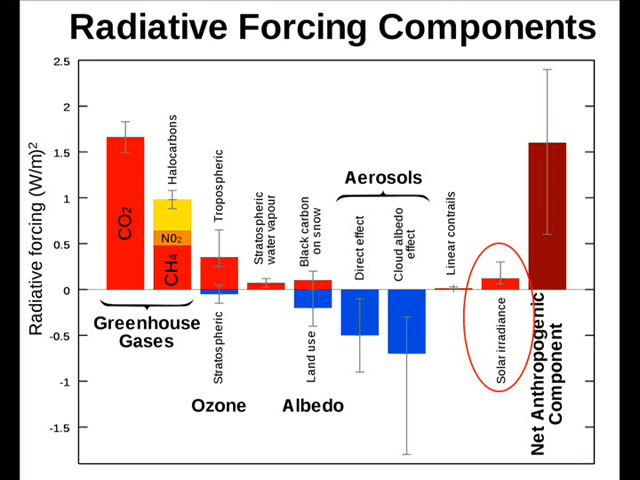 Radiative Forcing Components
2.5
2
1.5
1
0.5
0
-0.5
-1
-1.5
Radiative forcing (W/m)²
CO₂
Halocarbons
N0₂
CH₄
Greenhouse
Gases
Tropospheric
Stratospheric
Ozone
Stratospheric
water vapour
Black carbon
on snow
Land use
Albedo
Aerosols
Direct effect
Cloud albedo
effect
Linear contrails
Solar irradiance
Net Anthropogenic
Component